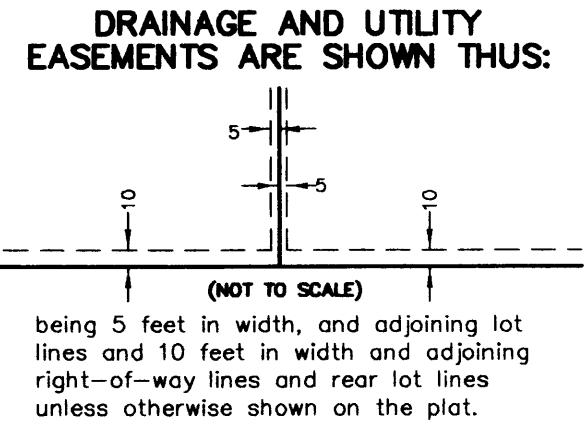 DRAINAGE AND UTILITY
EASEMENTS ARE SHOWN THUS:
5
5
10
10
(NOT TO SCALE)
being 5 feet in width, and adjoining lot
lines and 10 feet in width and adjoining
right-of-way lines and rear lot lines
unless otherwise shown on the plat.